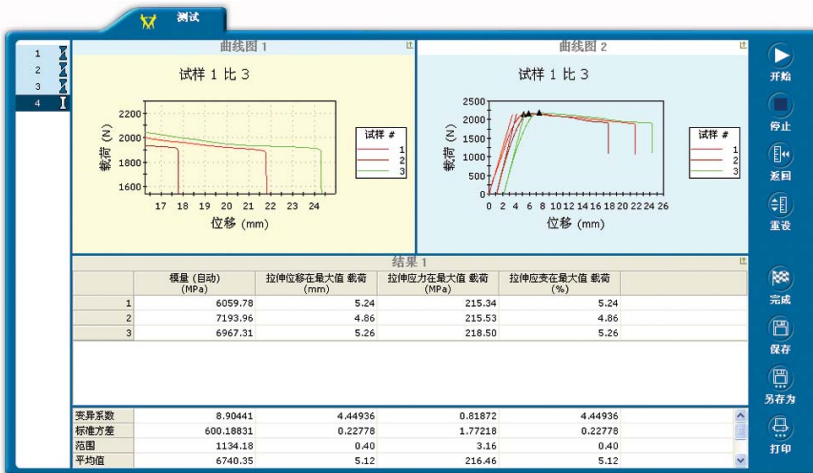 测试
1
2
3
4
曲线图 1
试样 1 比 3
载荷 (N)
2200
2000
1800
1600
17 18 19 20 21 22 23 24
位移 (mm)
试样 #
1
2
3
曲线图 2
试样 1 比 3
载荷 (N)
2500
2000
1500
1000
500
0
0 2 4 6 8 10 12 14 16 18 20 22 24 26
位移 (mm)
试样 #
1
2
3
结果 1
模量 (自动) (MPa) 拉伸位移在最大值 载荷 (mm) 拉伸应力在最大值 载荷 (MPa) 拉伸应变在最大值 载荷 (%)
1 6059.78 5.24 215.34 5.24
2 7193.96 4.86 215.53 4.86
3 6967.31 5.26 218.50 5.26
变异系数 8.90441 4.44936 0.81872 4.44936
标准方差 600.18831 0.22778 1.77218 0.22778
范围 1134.18 0.40 3.16 0.40
平均值 6740.35 5.12 216.46 5.12
开始
停止
返回
重设
完成
保存
另存为
打印